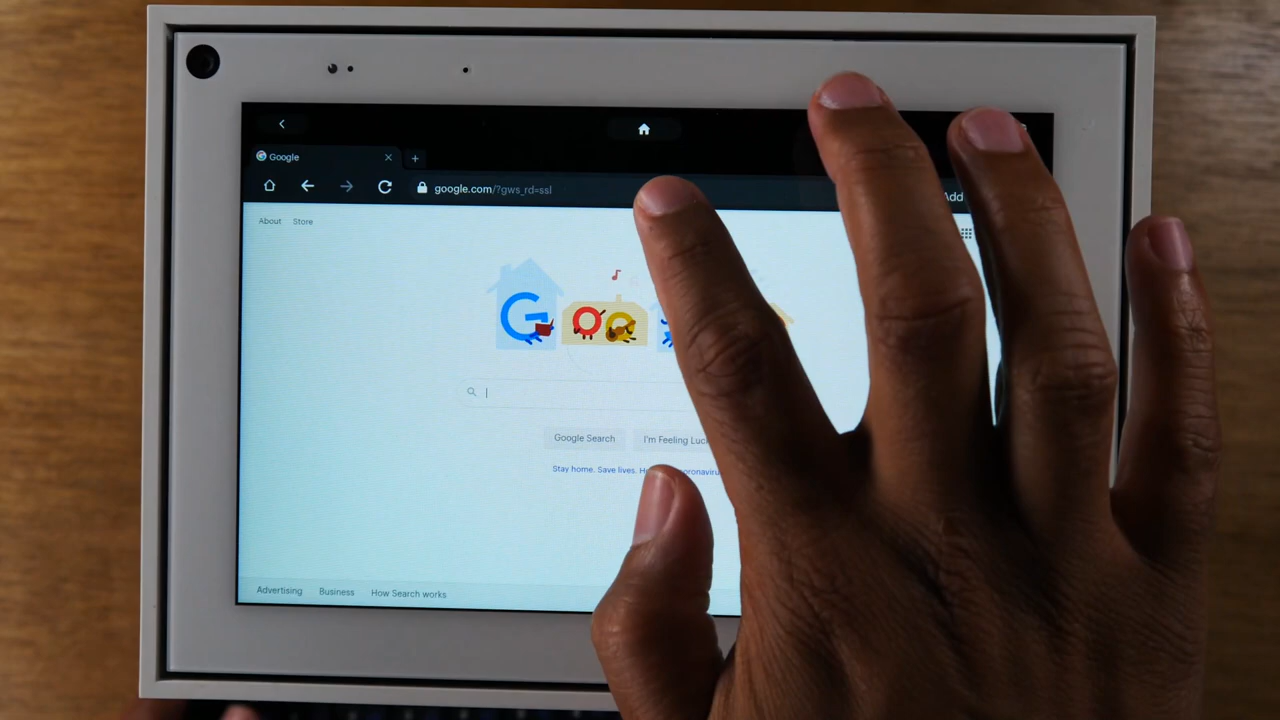 Google
google.com/?gws_rd=ssl
Add
About Store
Goo
Google Search I'm Feeling Luc
Stay home. Save lives. H oronaviru
Advertising Business How Search works